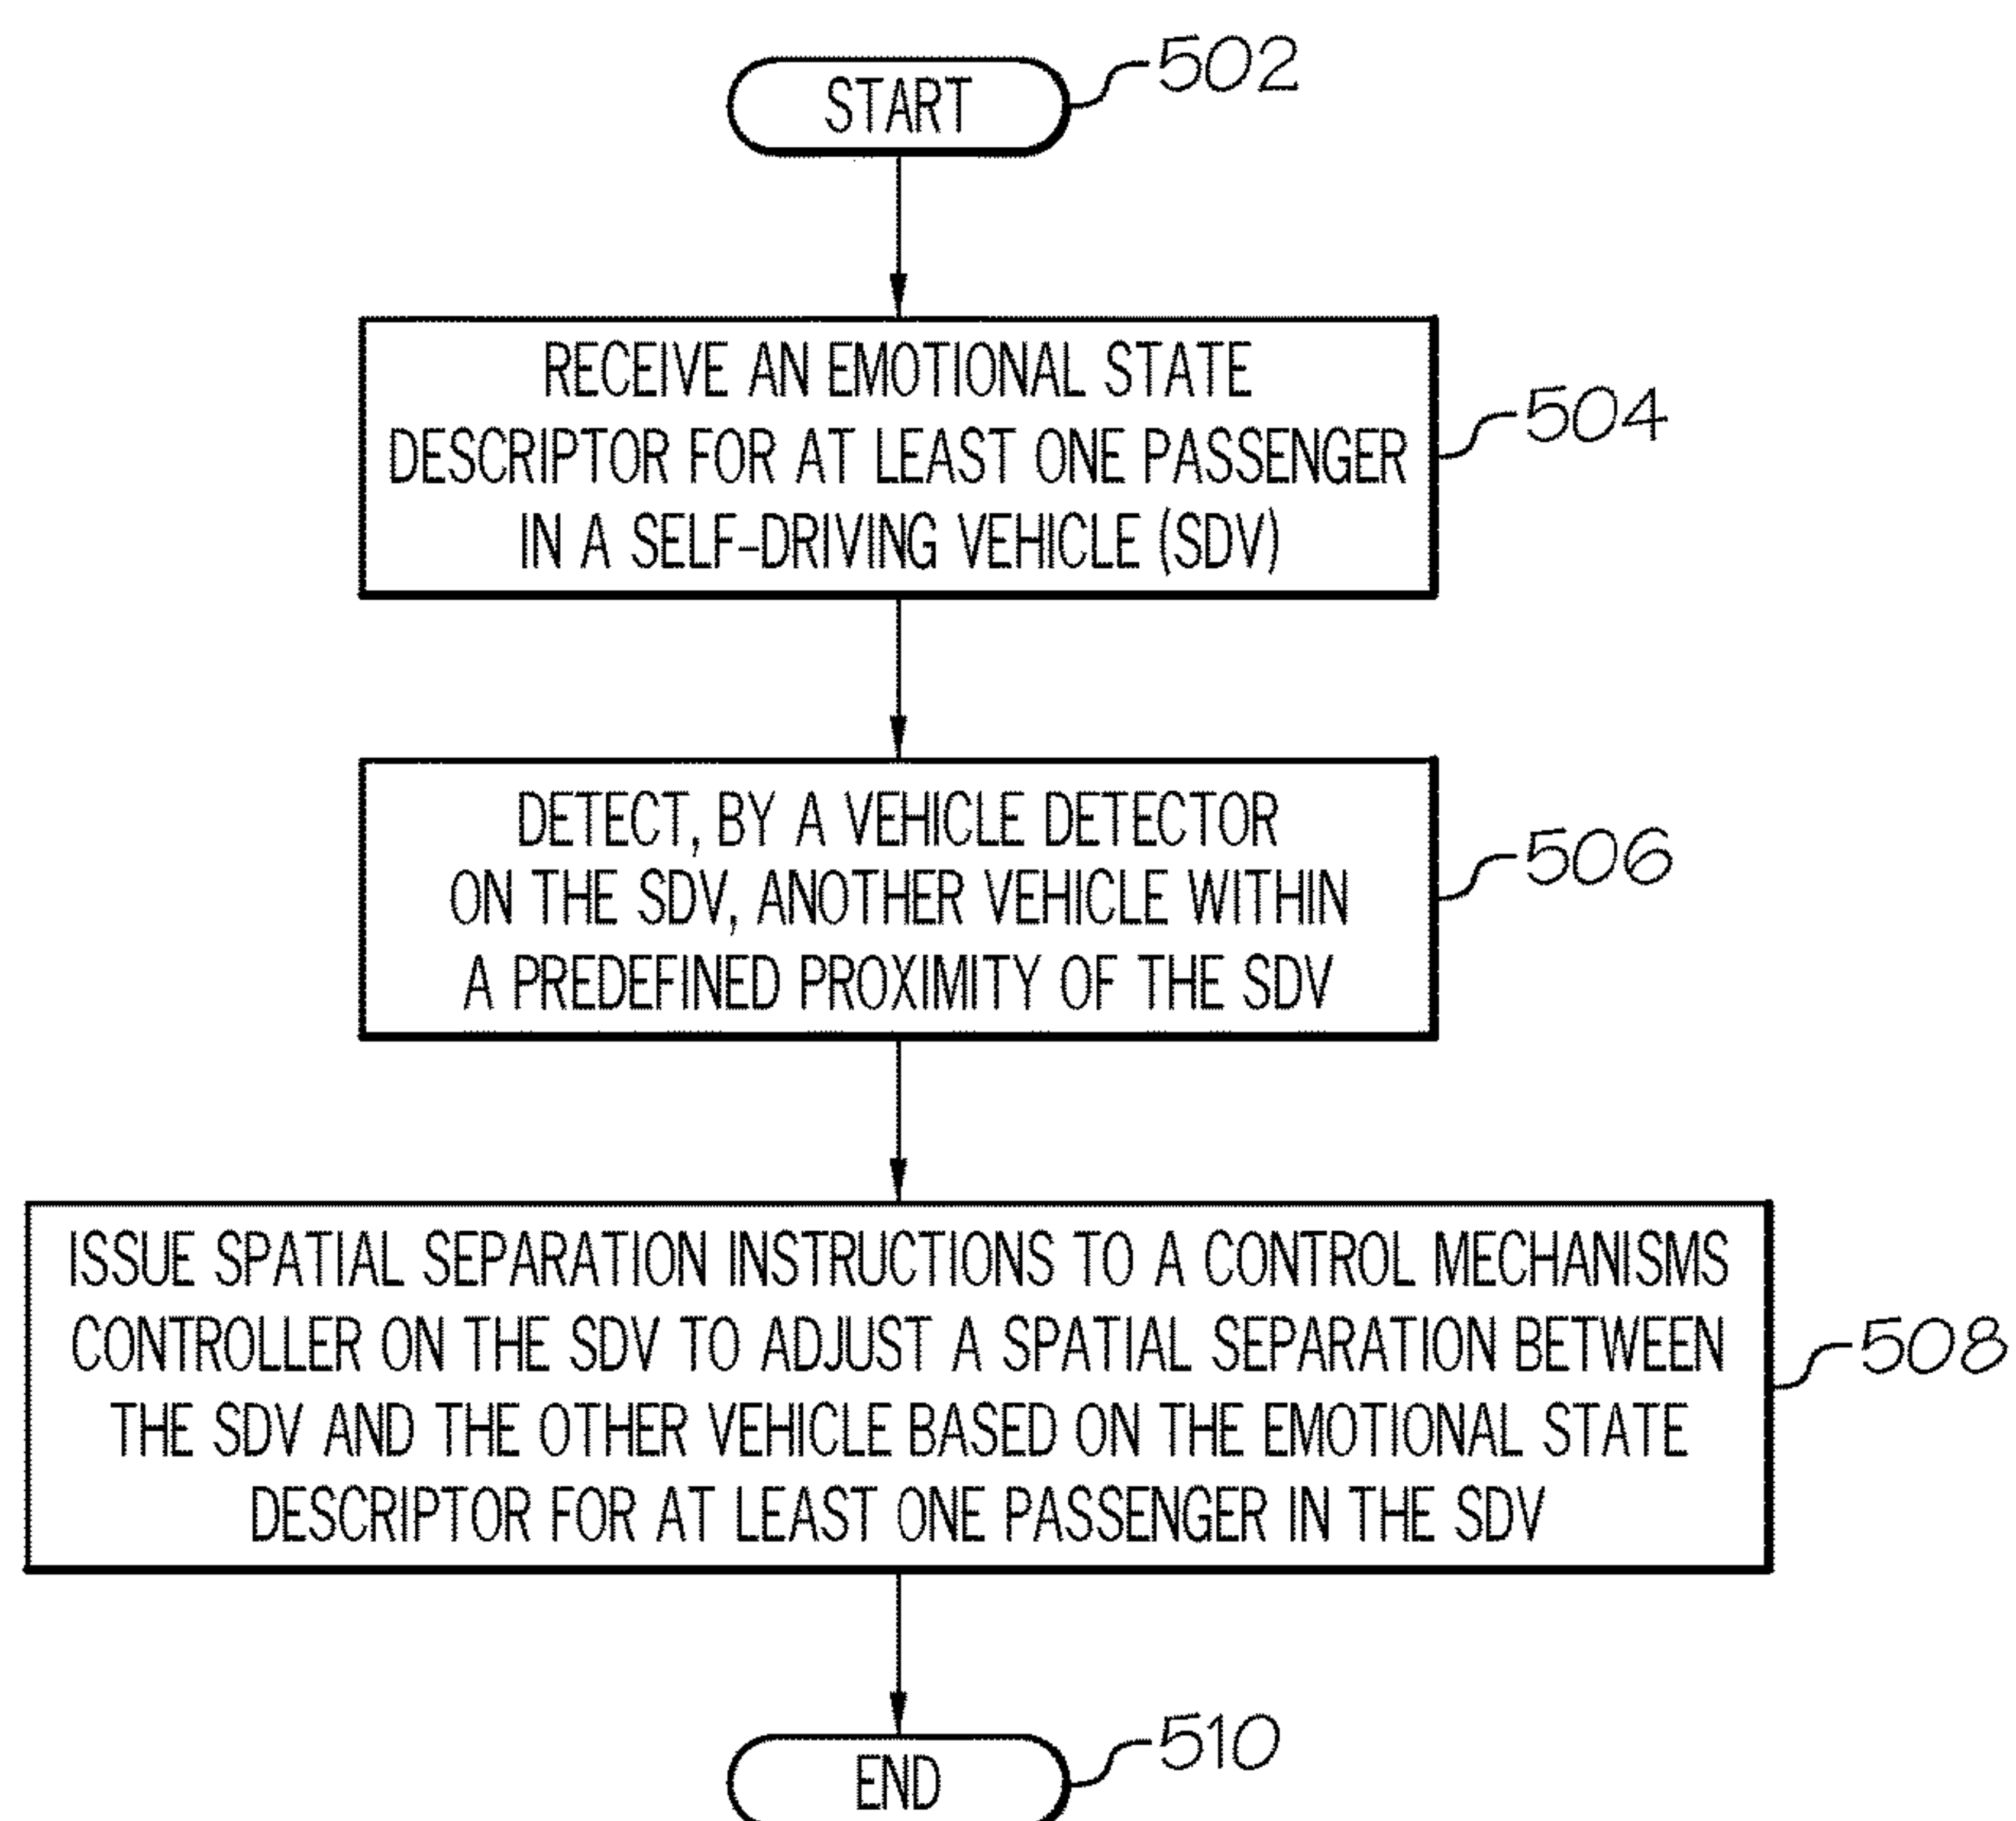 START
502
RECEIVE AN EMOTIONAL STATE
DESCRIPTOR FOR AT LEAST ONE PASSENGER
IN A SELF-DRIVING VEHICLE (SDV)
504
DETECT, BY A VEHICLE DETECTOR
ON THE SDV, ANOTHER VEHICLE WITHIN
A PREDEFINED PROXIMITY OF THE SDV
506
ISSUE SPATIAL SEPARATION INSTRUCTIONS TO A CONTROL MECHANISMS
CONTROLLER ON THE SDV TO ADJUST A SPATIAL SEPARATION BETWEEN
THE SDV AND THE OTHER VEHICLE BASED ON THE EMOTIONAL STATE
DESCRIPTOR FOR AT LEAST ONE PASSENGER IN THE SDV
508
END
510